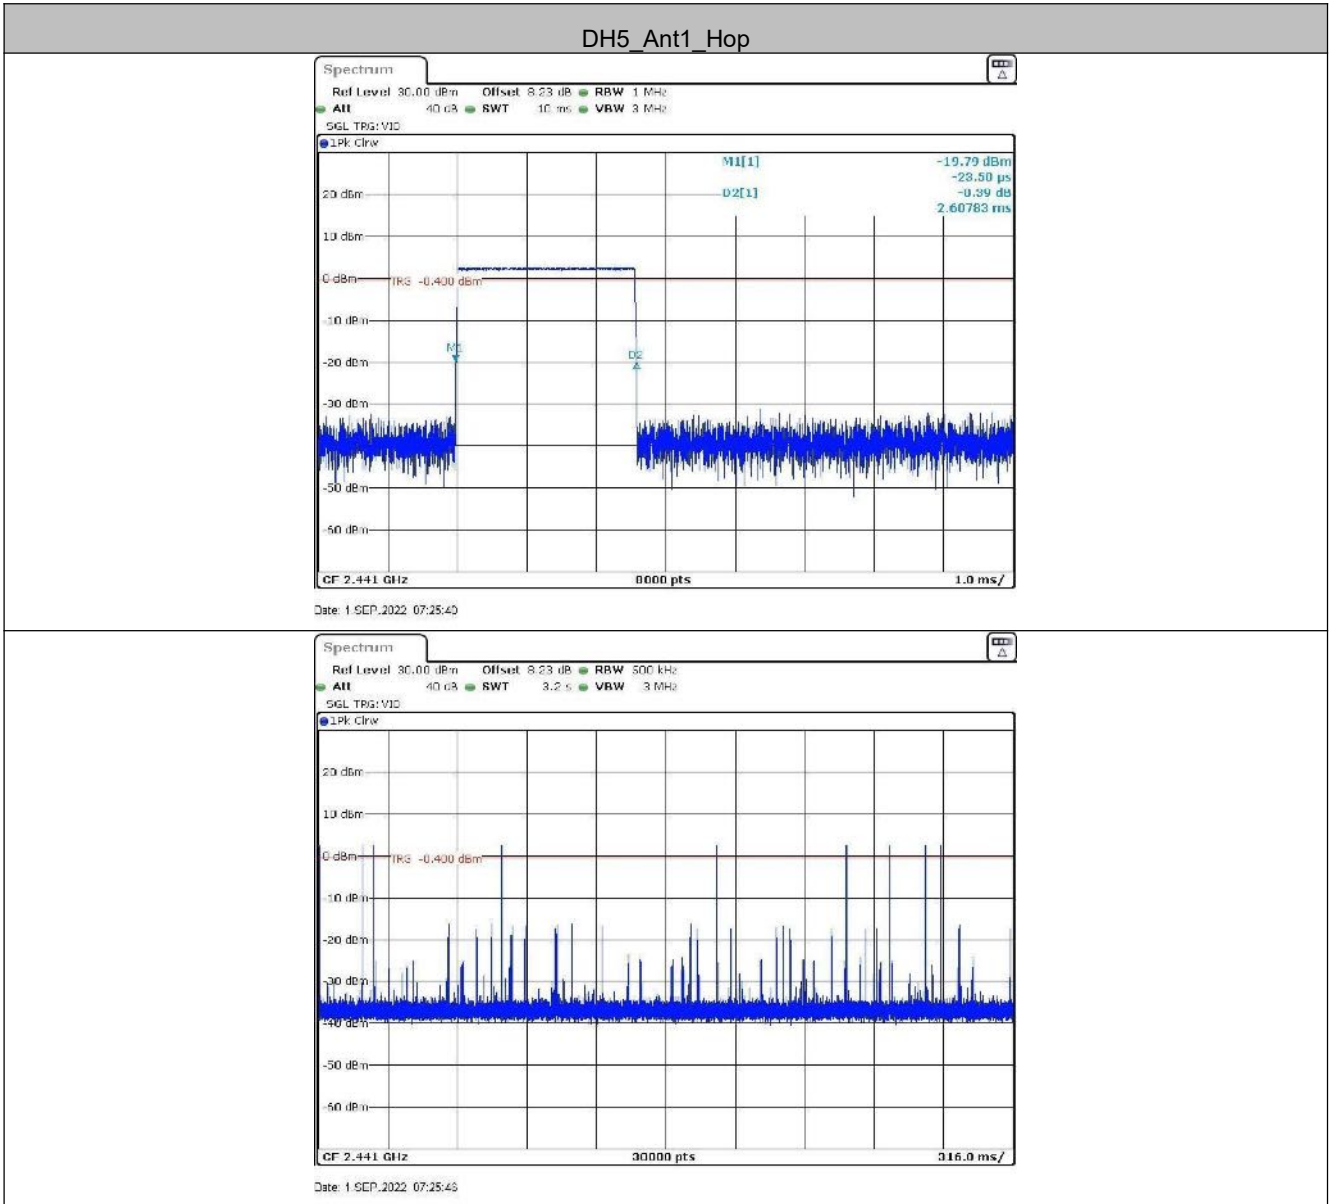 DH5_Ant1_Hop
Spectrum
Ref Level 30.00 dBm Offset 8.23 dB RBW 1 MHz
Att 40 dB SWT 10 ms VBW 3 MHz
SGL TRG: VID
1Pk Clrw
M1[1] -19.79 dBm
-23.50 µs
D2[1] -0.39 dB
2.60783 ms
20 dBm
10 dBm
0 dBm
TRG -0.400 dBm
-10 dBm
M1
D2
-20 dBm
-30 dBm
-50 dBm
-60 dBm
CF 2.441 GHz 8000 pts 1.0 ms/
Date: 1.SEP.2022 07:25:40
Spectrum
Ref Level 30.00 dBm Offset 8.23 dB RBW 500 kHz
Att 40 dB SWT 3.2 s VBW 3 MHz
SGL TRG: VID
1Pk Clrw
20 dBm
10 dBm
0 dBm
TRG -0.400 dBm
-10 dBm
-20 dBm
-30 dBm
-40 dBm
-50 dBm
-60 dBm
CF 2.441 GHz 30000 pts 316.0 ms/
Date: 1.SEP.2022 07:25:46